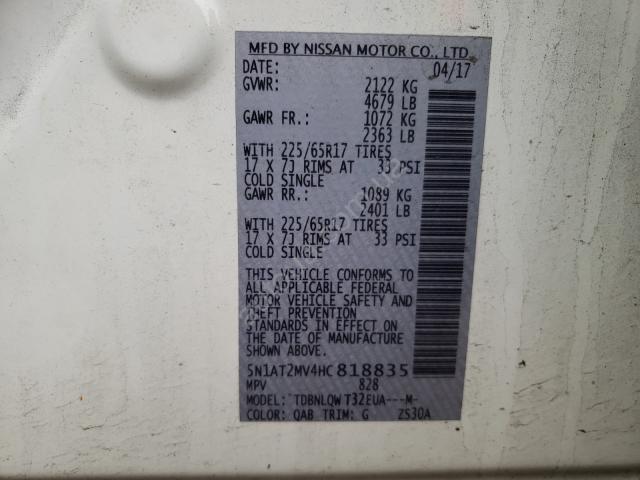 MFD BY NISSAN MOTOR CO., LTD.
DATE: 04/17
GVWR: 2122 KG
4679 LB
GAWR FR.: 1072 KG
2363 LB
WITH 225/65R17 TIRES
17 X 7J RIMS AT 33 PSI
COLD SINGLE
GAWR RR.: 1089 KG
2401 LB
WITH 225/65R17 TIRES
17 X 7J RIMS AT 33 PSI
COLD SINGLE
THIS VEHICLE CONFORMS TO
ALL APPLICABLE FEDERAL
MOTOR VEHICLE SAFETY AND
THEFT PREVENTION
STANDARDS IN EFFECT ON
THE DATE OF MANUFACTURE
SHOWN ABOVE.
5N1AT2MV4HC818835
MPV 828
MODEL: TDBNLQW T32EUA---M-
COLOR: QAB TRIM: G ZS30A